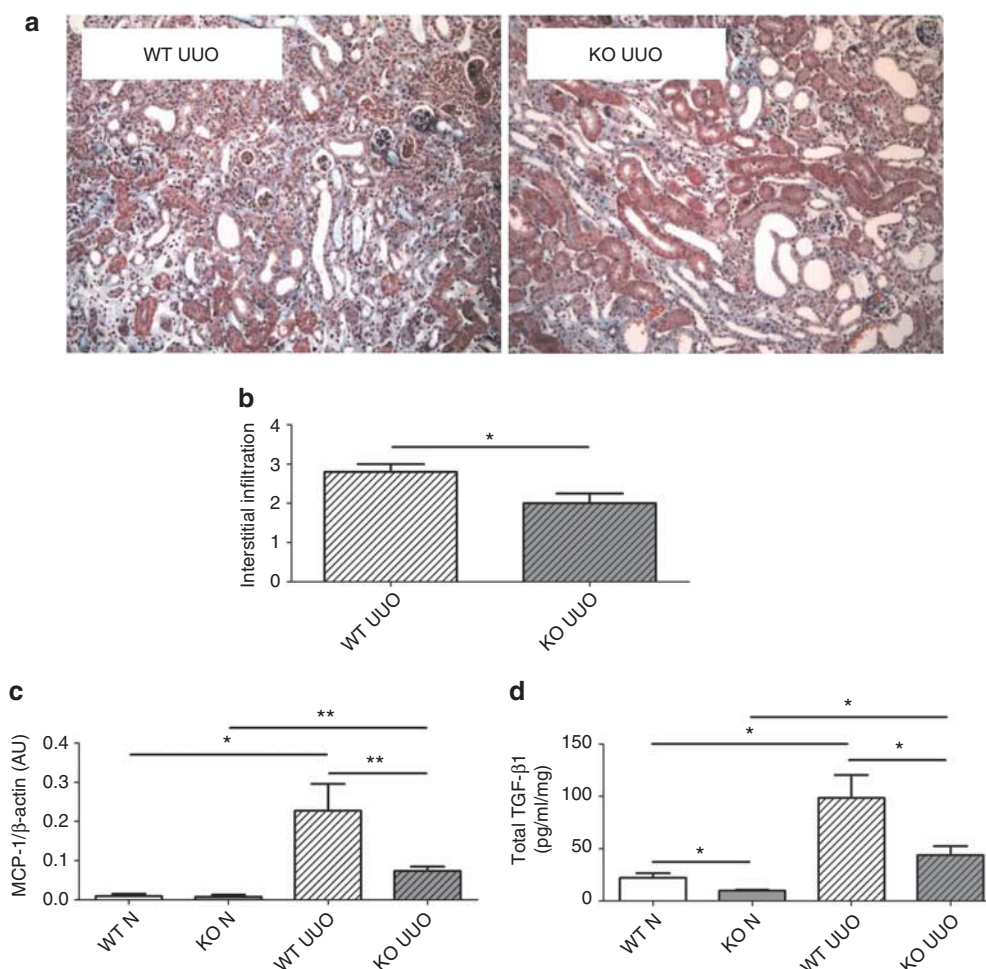 a
WT UUO
KO UUO
b
Interstitial infiltration
4
3
2
1
0
*
WT UUO
KO UUO
c
MCP-1/β-actin (AU)
0.4
0.3
0.2
0.1
0.0
**
*
**
WT N
KO N
WT UUO
KO UUO
d
Total TGF-β1
(pg/ml/mg)
150
100
50
0
*
*
*
*
WT N
KO N
WT UUO
KO UUO